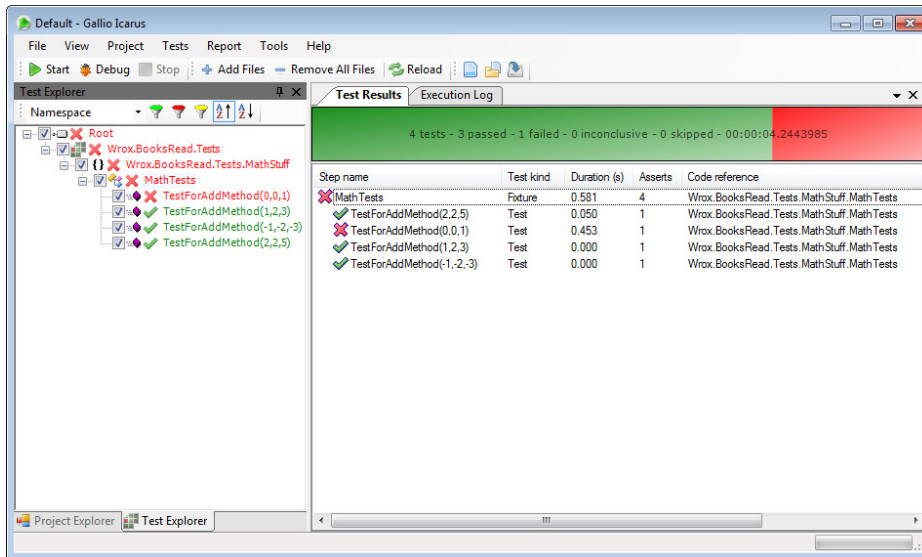 Default - Gallio Icarus
File View Project Tests Report Tools Help
Start Debug Stop Add Files Remove All Files Reload
Test Explorer
Namespace
Root
Wrox.BooksRead.Tests
Wrox.BooksRead.Tests.MathStuff
MathTests
TestForAddMethod(0,0,1)
TestForAddMethod(1,2,3)
TestForAddMethod(-1,-2,-3)
TestForAddMethod(2,2,5)
Project Explorer Test Explorer
Test Results Execution Log
4 tests - 3 passed - 1 failed - 0 inconclusive - 0 skipped - 00:00:04.2443985
Step name Test kind Duration (s) Asserts Code reference
MathTests Fixture 0.581 4 Wrox.BooksRead.Tests.MathStuff.MathTests
TestForAddMethod(2,2,5) Test 0.050 1 Wrox.BooksRead.Tests.MathStuff.MathTests
TestForAddMethod(0,0,1) Test 0.453 1 Wrox.BooksRead.Tests.MathStuff.MathTests
TestForAddMethod(1,2,3) Test 0.000 1 Wrox.BooksRead.Tests.MathStuff.MathTests
TestForAddMethod(-1,-2,-3) Test 0.000 1 Wrox.BooksRead.Tests.MathStuff.MathTests